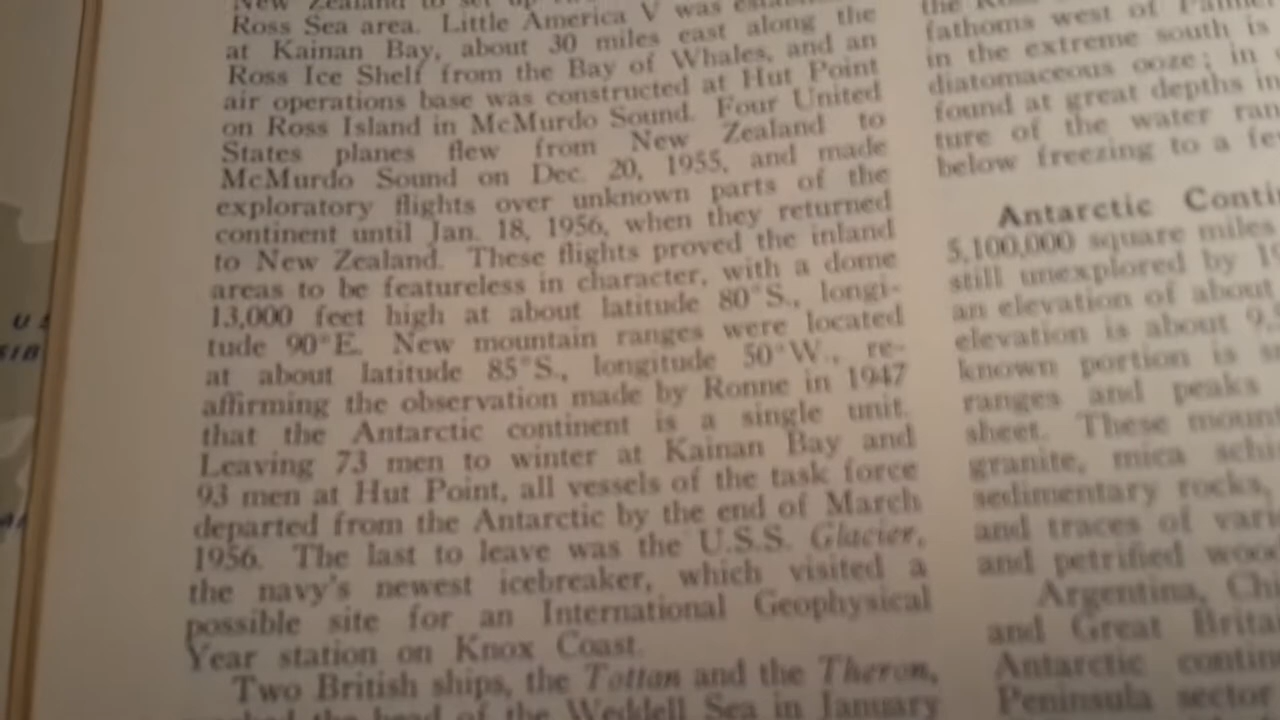 New Zealand to set up
Ross Sea area. Little America V was
at Kainan Bay, about 30 miles east along the
Ross Ice Shelf from the Bay of Whales, and an
air operations base was constructed at Hut Point
on Ross Island in McMurdo Sound. Four United
States planes flew from New Zealand to
McMurdo Sound on Dec. 20, 1955, and made
exploratory flights over unknown parts of the
continent until Jan. 18, 1956, when they returned
to New Zealand. These flights proved the inland
areas to be featureless in character, with a dome
13,000 feet high at about latitude 80°S., longi-
tude 90°E. New mountain ranges were located
at about latitude 85°S., longitude 50°W., re-
affirming the observation made by Ronne in 1947
that the Antarctic continent is a single unit.
Leaving 73 men to winter at Kainan Bay and
93 men at Hut Point, all vessels of the task force
departed from the Antarctic by the end of March
1956. The last to leave was the U.S.S. Glacier,
the navy's newest icebreaker, which visited a
possible site for an International Geophysical
Year station on Knox Coast.
Two British ships, the Tottan and the Theron,
the head of the Weddell Sea in January
the
fathoms west of
in the extreme south is
diatomaceous ooze; in
found at great depths in
ture of the water ran
below freezing to a fe
Antarctic Conti
5,100,000 square miles
still unexplored by 19
an elevation of about
elevation is about 9,
known portion is
ranges and peaks
sheet. These mount
granite, mica schi
sedimentary rocks,
and traces of vari
and petrified wood
Argentina, Chi
and Great Britai
Antarctic contin
Peninsula sector